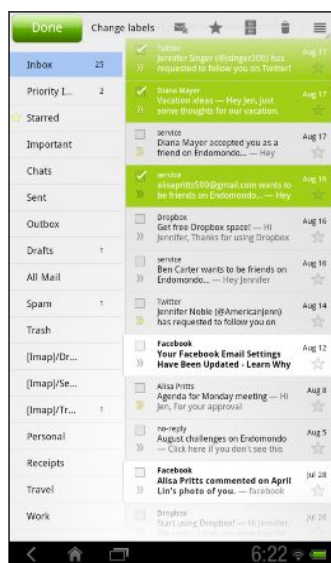 Done
Change labels
Inbox 25
Priority I... 2
Starred
Important
Chats
Sent
Outbox
Drafts 1
All Mail
Spam 1
Trash
[Imap]/Dr...
[Imap]/Se...
[Imap]/Tr... 1
Personal
Receipts
Travel
Work
Twitter
Jennifer Singer (@jsinger200) has Aug 17
requested to follow you on Twitter!
Diana Mayer
Vacation ideas — Hey Jen, Just Aug 17
some thoughts for our vacation.
service
Diana Mayer accepted you as a Aug 17
friend on Endomondo... — Hey
service
alisapritts500@gmail.com wants to Aug 16
be friends on Endomondo... — Hey
Dropbox
Get free Dropbox space! — Hi Aug 16
Jennifer, Thanks for using Dropbox
service
Ben Carter wants to be friends on Aug 16
Endomondo... — Hey Jennifer
Twitter
Jennifer Noble (@AmericanJenn) Aug 14
has requested to follow you on
Facebook
Your Facebook Email Settings Aug 12
Have Been Updated - Learn Why
Alisa Pritts
Agenda for Monday meeting — Hi Aug 8
Jen, For your approval
no-reply
August challenges on Endomondo Aug 5
— Click here if you don't see this
Facebook
Alisa Pritts commented on April Jul 28
Lin's photo of you. — facebook
Dropbox
Start using Dropbox! — Hi Jennifer, Jul 28
6:22